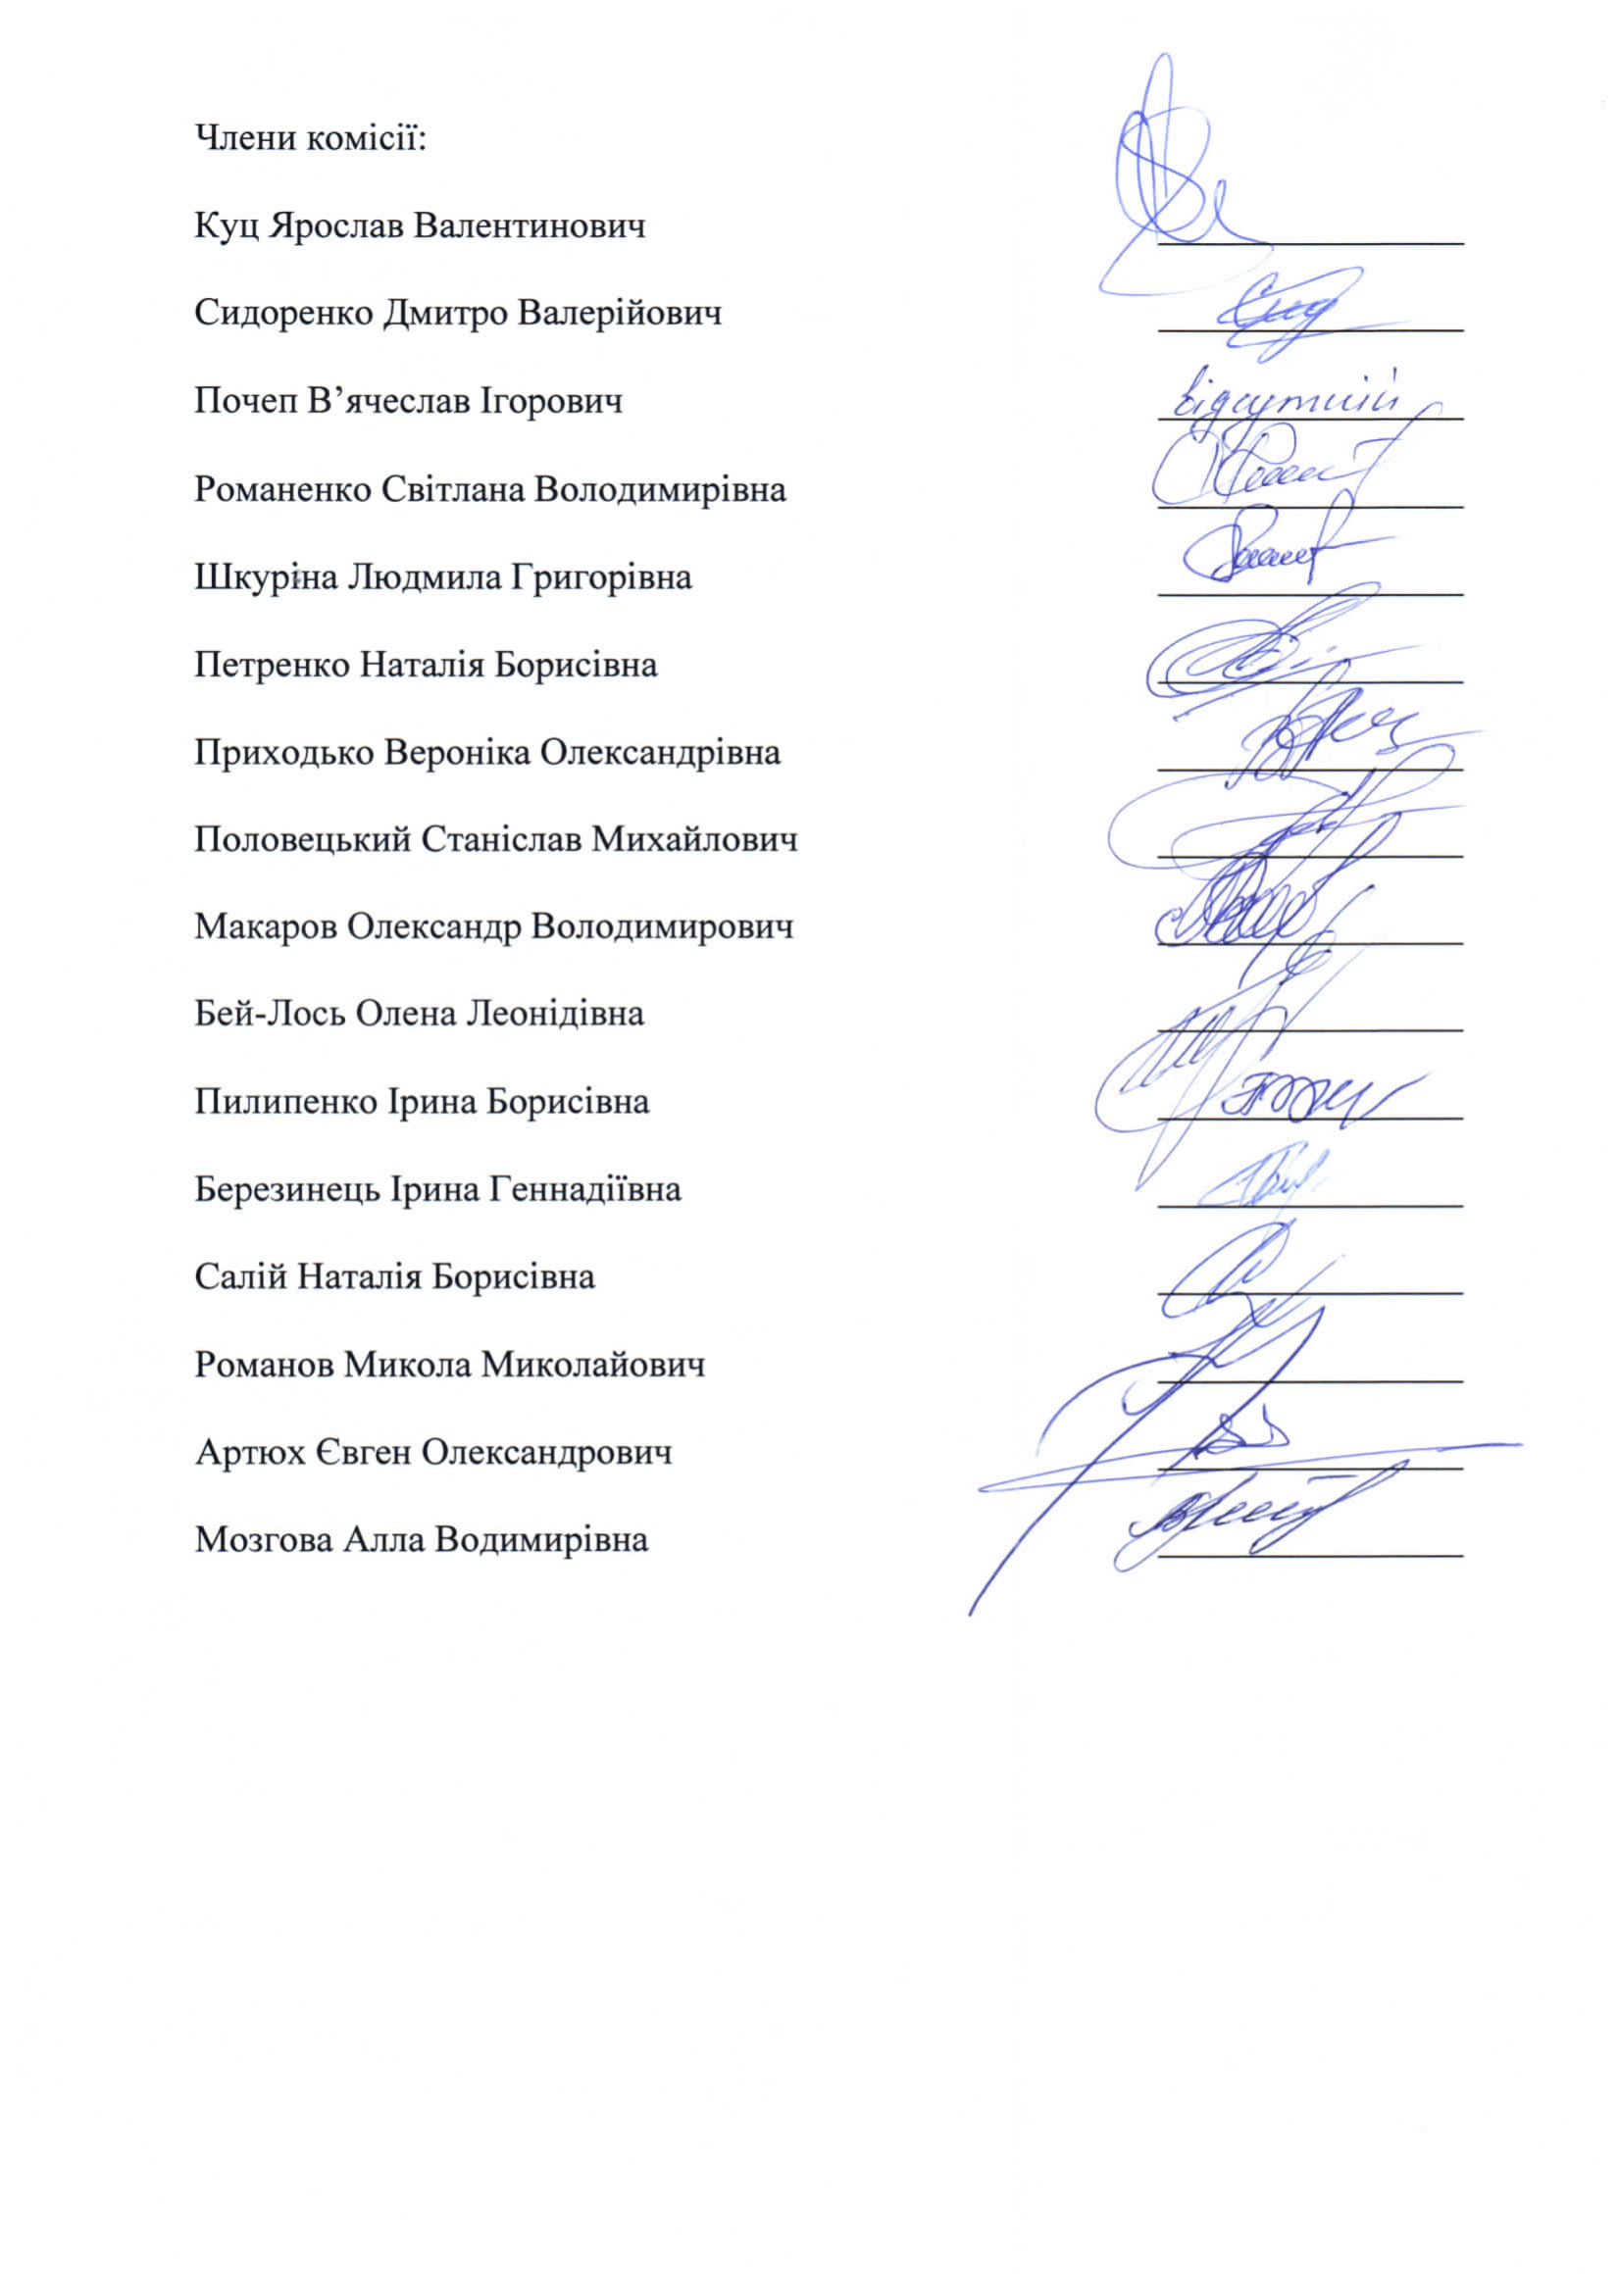 Члени комісії:
Куц Ярослав Валентинович
Сидоренко Дмитро Валерійович
Почеп В’ячеслав Ігорович відсутній
Романенко Світлана Володимирівна
Шкуріна Людмила Григорівна
Петренко Наталія Борисівна
Приходько Вероніка Олександрівна
Половецький Станіслав Михайлович
Макаров Олександр Володимирович
Бей-Лось Олена Леонідівна
Пилипенко Ірина Борисівна
Березинець Ірина Геннадіївна
Салій Наталія Борисівна
Романов Микола Миколайович
Артюх Євген Олександрович
Мозгова Алла Водимирівна